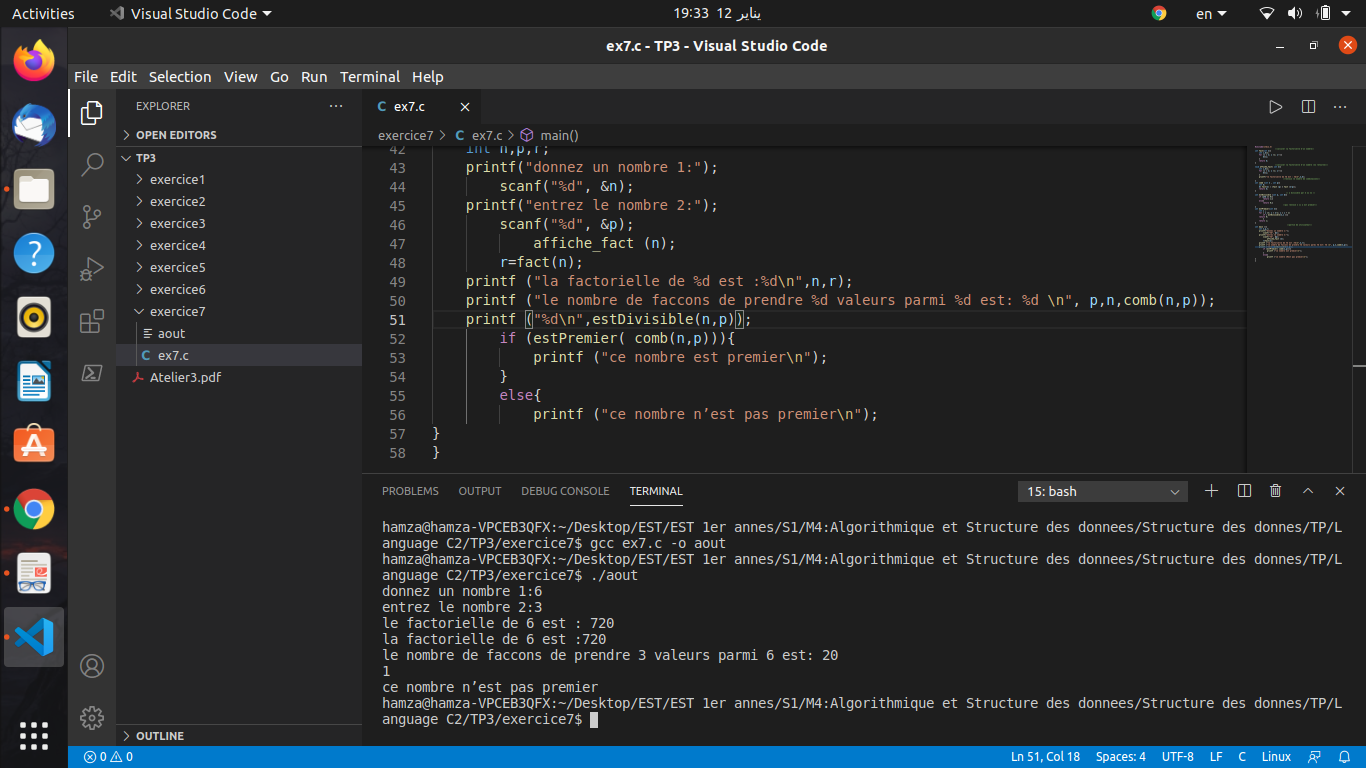 Activities
Visual Studio Code
19:33 12 يناير
en
ex7.c - TP3 - Visual Studio Code
File Edit Selection View Go Run Terminal Help
EXPLORER
OPEN EDITORS
TP3
exercice1
exercice2
exercice3
exercice4
exercice5
exercice6
exercice7
aout
C ex7.c
Atelier3.pdf
OUTLINE
C ex7.c
exercice7 > C ex7.c > main()
42 int n,p,r;
43 printf("donnez un nombre 1:");
44 scanf("%d", &n);
45 printf("entrez le nombre 2:");
46 scanf("%d", &p);
47 affiche_fact (n);
48 r=fact(n);
49 printf ("la factorielle de %d est :%d\n",n,r);
50 printf ("le nombre de faccons de prendre %d valeurs parmi %d est: %d \n", p,n,comb(n,p));
51 printf ("%d\n",estDivisible(n,p));
52 if (estPremier( comb(n,p))){
53 printf ("ce nombre est premier\n");
54 }
55 else{
56 printf ("ce nombre n’est pas premier\n");
57 }
58 }
PROBLEMS OUTPUT DEBUG CONSOLE TERMINAL
15: bash
hamza@hamza-VPCEB3QFX:~/Desktop/EST/EST 1er annes/S1/M4:Algorithmique et Structure des donnees/Structure des donnes/TP/L
anguage C2/TP3/exercice7$ gcc ex7.c -o aout
hamza@hamza-VPCEB3QFX:~/Desktop/EST/EST 1er annes/S1/M4:Algorithmique et Structure des donnees/Structure des donnes/TP/L
anguage C2/TP3/exercice7$ ./aout
donnez un nombre 1:6
entrez le nombre 2:3
le factorielle de 6 est : 720
la factorielle de 6 est :720
le nombre de faccons de prendre 3 valeurs parmi 6 est: 20
1
ce nombre n’est pas premier
hamza@hamza-VPCEB3QFX:~/Desktop/EST/EST 1er annes/S1/M4:Algorithmique et Structure des donnees/Structure des donnes/TP/L
anguage C2/TP3/exercice7$
0 0
Ln 51, Col 18 Spaces: 4 UTF-8 LF C Linux